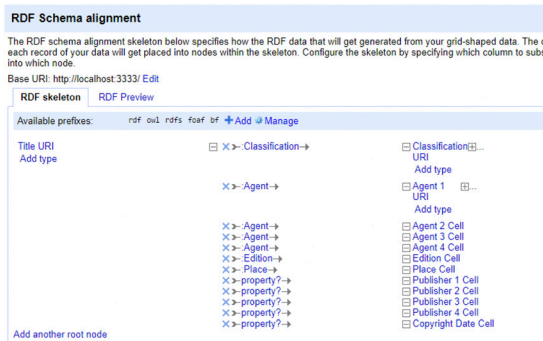 RDF Schema alignment
The RDF schema alignment skeleton below specifies how the RDF data that will get generated from your grid-shaped data. The
each record of your data will get placed into nodes within the skeleton. Configure the skeleton by specifying which column to
into which node.
Base URI: http://localhost:3333/ Edit
RDF skeleton RDF Preview
Available prefixes: rdf owl rdfs foaf bf Add Manage
Title URI :Classification Classification...
Add type URI
Add type
:Agent Agent 1 ...
URI
Add type
:Agent Agent 2 Cell
:Agent Agent 3 Cell
:Agent Agent 4 Cell
:Edition Edition Cell
:Place Place Cell
property? Publisher 1 Cell
property? Publisher 2 Cell
property? Publisher 3 Cell
property? Publisher 4 Cell
property? Copyright Date Cell
Add another root node